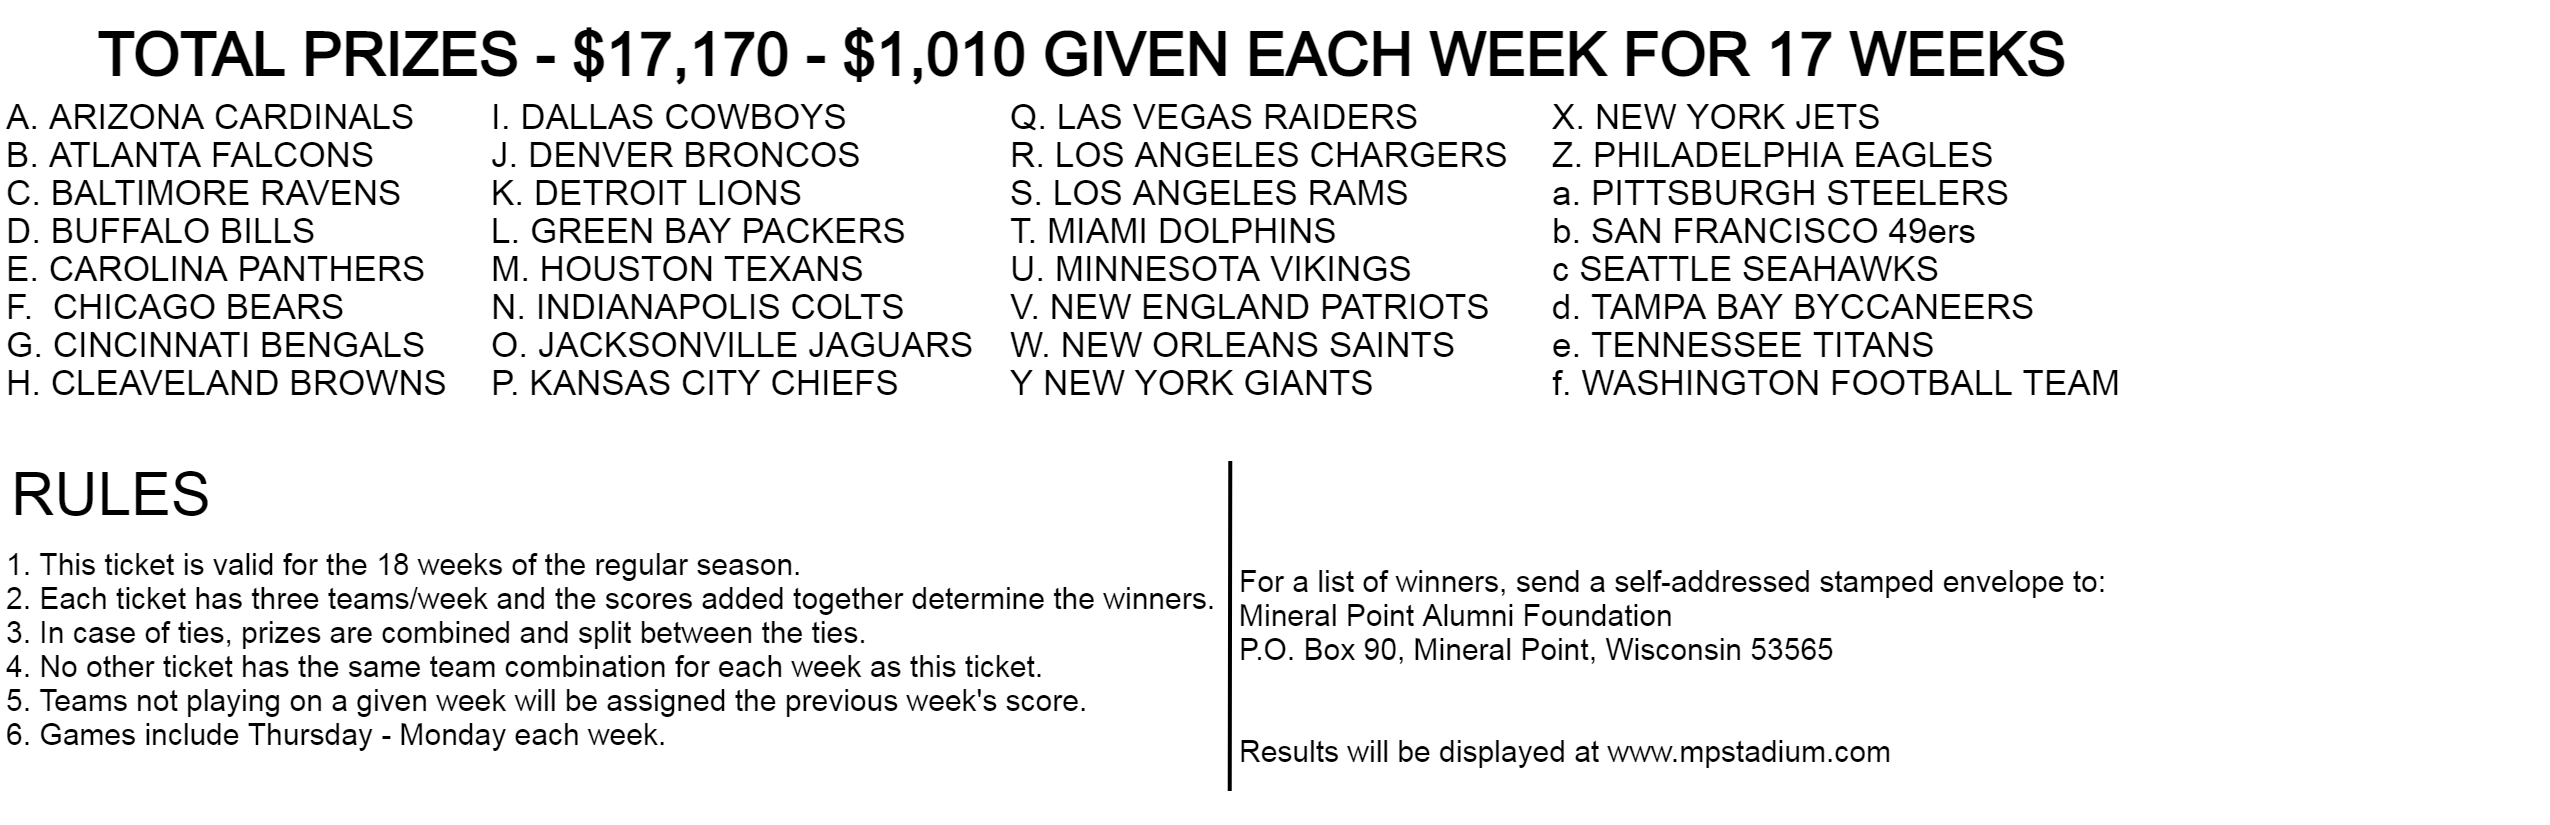 TOTAL PRIZES - $17,170 - $1,010 GIVEN EACH WEEK FOR 17 WEEKS
A. ARIZONA CARDINALS
B. ATLANTA FALCONS
C. BALTIMORE RAVENS
D. BUFFALO BILLS
E. CAROLINA PANTHERS
F.  CHICAGO BEARS
G. CINCINNATI BENGALS
H. CLEAVELAND BROWNS
I. DALLAS COWBOYS
J. DENVER BRONCOS
K. DETROIT LIONS
L. GREEN BAY PACKERS
M. HOUSTON TEXANS
N. INDIANAPOLIS COLTS
O. JACKSONVILLE JAGUARS
P. KANSAS CITY CHIEFS
Q. LAS VEGAS RAIDERS
R. LOS ANGELES CHARGERS
S. LOS ANGELES RAMS
T. MIAMI DOLPHINS
U. MINNESOTA VIKINGS
V. NEW ENGLAND PATRIOTS
W. NEW ORLEANS SAINTS
Y NEW YORK GIANTS
X. NEW YORK JETS
Z. PHILADELPHIA EAGLES
a. PITTSBURGH STEELERS
b. SAN FRANCISCO 49ers
c SEATTLE SEAHAWKS
d. TAMPA BAY BYCCANEERS
e. TENNESSEE TITANS
f. WASHINGTON FOOTBALL TEAM
RULES
1. This ticket is valid for the 18 weeks of the regular season.
2. Each ticket has three teams/week and the scores added together determine the winners.
3. In case of ties, prizes are combined and split between the ties.
4. No other ticket has the same team combination for each week as this ticket.
5. Teams not playing on a given week will be assigned the previous week's score.
6. Games include Thursday - Monday each week.
For a list of winners, send a self-addressed stamped envelope to:
Mineral Point Alumni Foundation
P.O. Box 90, Mineral Point, Wisconsin 53565
Results will be displayed at www.mpstadium.com